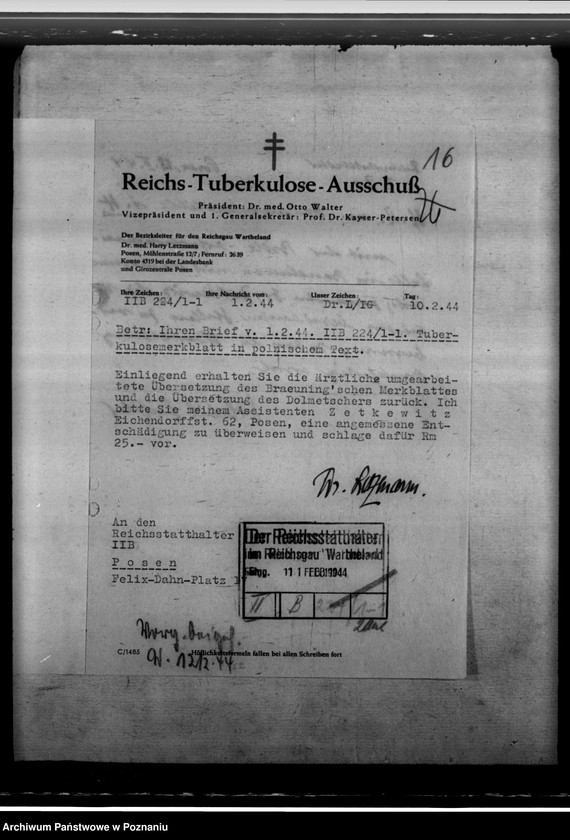 16
Reichs-Tuberkulose-Ausschuß
Präsident: Dr. med. Otto Walter
Vizepräsident und 1. Generalsekretär: Prof. Dr. Kayser-Petersen
Der Bezirksleiter für den Reichsgau Wartheland
Dr. med. Harry Letzmann
Posen, Mühlenstraße 12/7; Fernruf: 2689
Konto 4319 bei der Landesbank
und Girozentrale Posen
Ihre Zeichen: Ihre Nachricht vom: Unser Zeichen: Tag:
IIB 224/1-1 1.2.44 Dr.L/IG 10.2.44
Betr: Ihren Brief v. 1.2.44. IIB 224/1-1. Tuber-
kulosemerkblatt in polnischem Text.
Einliegend erhalten Sie die Ärztliche umgearbei-
tete Übersetzung des Braeuning'schen Merkblattes
und die Übersetzung des Dolmetschers zurück. Ich
bitte Sie meinem Assistenten Z e t k e w i t z
Eichendorffst. 62, Posen, eine angemessene Ent-
schädigung zu überweisen und schlage dafür Rm
25.- vor.
Dr. Letzmann.
An den
Reichsstatthalter
IIB
P o s e n
Felix-Dahn-Platz
Der Reichsstatthalter
im Reichsgau Wartheland
Eing. 11 FEB 1944
II B
12/2.44
C/1485 Höflichkeitsformeln fallen bei allen Schreiben fort
Archiwum Państwowe w Poznaniu